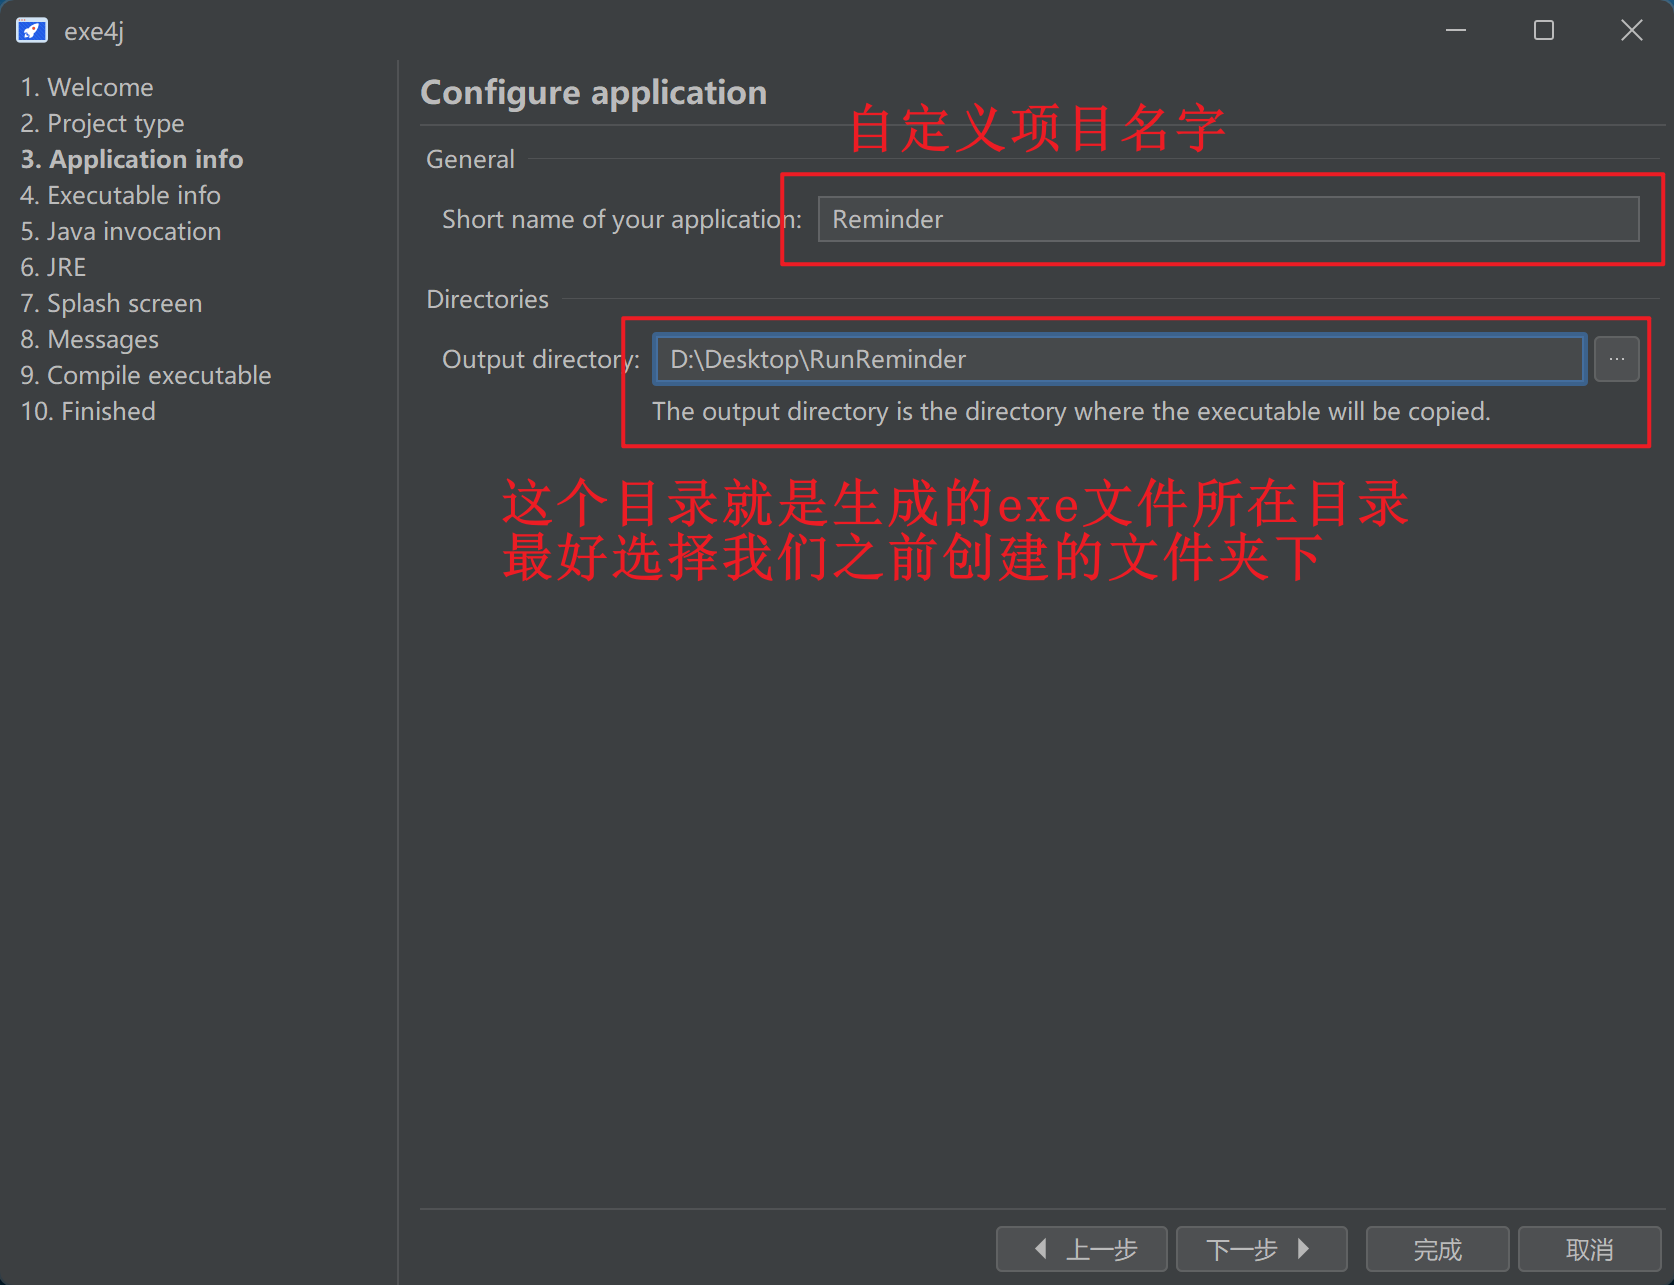 exe4j
1. Welcome
2. Project type
3. Application info
4. Executable info
5. Java invocation
6. JRE
7. Splash screen
8. Messages
9. Compile executable
10. Finished
Configure application
自定义项目名字
General
Short name of your application: Reminder
Directories
Output directory: D:\Desktop\RunReminder ...
The output directory is the directory where the executable will be copied.
这个目录就是生成的exe文件所在目录
最好选择我们之前创建的文件夹下
上一步 下一步 完成 取消